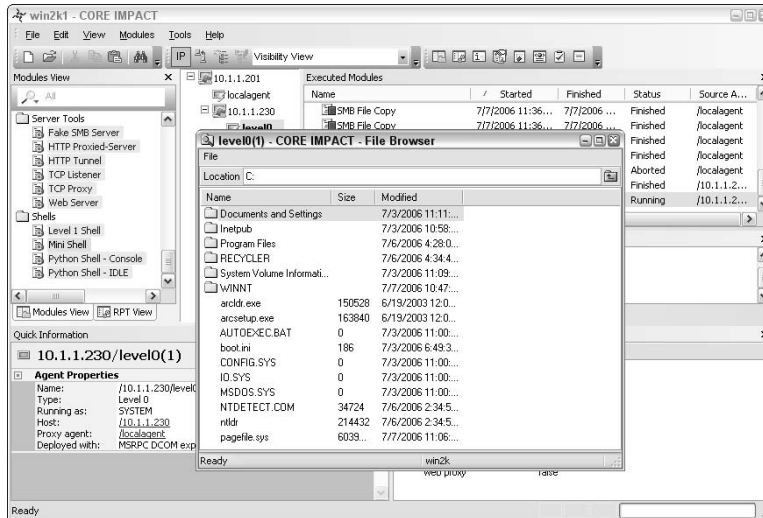 win2k1 - CORE IMPACT
File Edit View Modules Tools Help
IP Visibility View
Modules View
All
Server Tools
Fake SMB Server
HTTP Proxied-Server
HTTP Tunnel
TCP Listener
TCP Proxy
Web Server
Shells
Level 1 Shell
Mini Shell
Python Shell - Console
Python Shell - IDLE
Modules View RPT View
10.1.1.201
localagent
10.1.1.230
level0
Executed Modules
Name / Started Finished Status Source A...
SMB File Copy 7/7/2006 11:36... 7/7/2006 ... Finished /localagent
SMB File Copy 7/7/2006 11:36... 7/7/2006 ... Finished /localagent
Finished /localagent
Finished /localagent
Aborted /localagent
Finished /10.1.1.2...
Running /10.1.1.2...
level0(1) - CORE IMPACT - File Browser
File
Location C:
Name Size Modified
Documents and Settings 7/3/2006 11:11:...
Inetpub 7/3/2006 10:58:...
Program Files 7/6/2006 4:28:0...
RECYCLER 7/6/2006 4:34:4...
System Volume Informati... 7/3/2006 11:09:...
WINNT 7/7/2006 10:47:...
arcldr.exe 150528 6/19/2003 12:0...
arcsetup.exe 163840 6/19/2003 12:0...
AUTOEXEC.BAT 0 7/3/2006 11:00:...
boot.ini 186 7/3/2006 6:49:3...
CONFIG.SYS 0 7/3/2006 11:00:...
IO.SYS 0 7/3/2006 11:00:...
MSDOS.SYS 0 7/3/2006 11:00:...
NTDETECT.COM 34724 7/6/2006 2:34:5...
ntldr 214432 7/6/2006 2:34:5...
pagefile.sys 6039... 7/7/2006 11:06:...
Ready win2k
Quick Information
10.1.1.230/level0(1)
Agent Properties
Name: /10.1.1.230/level0
Type: Level 0
Running as: SYSTEM
Host: /10.1.1.230
Proxy agent: /localagent
Deployed with: MSRPC DCOM exp
web proxy false
Ready